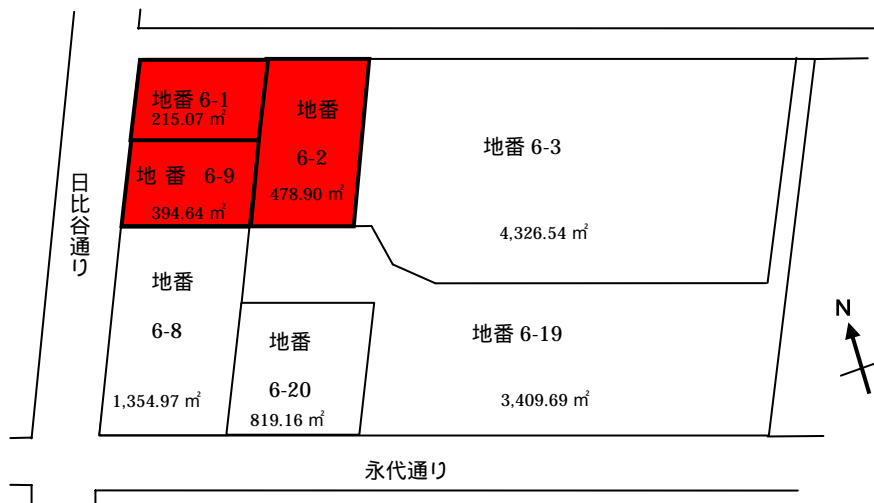 地番 6-1
215.07 ㎡
地番
6-2
478.90 ㎡
地番 6-3
4,326.54 ㎡
地 番 6-9
394.64 ㎡
日比谷通り
地番
6-8
1,354.97 ㎡
地番
6-20
819.16 ㎡
地番 6-19
3,409.69 ㎡
N
永代通り